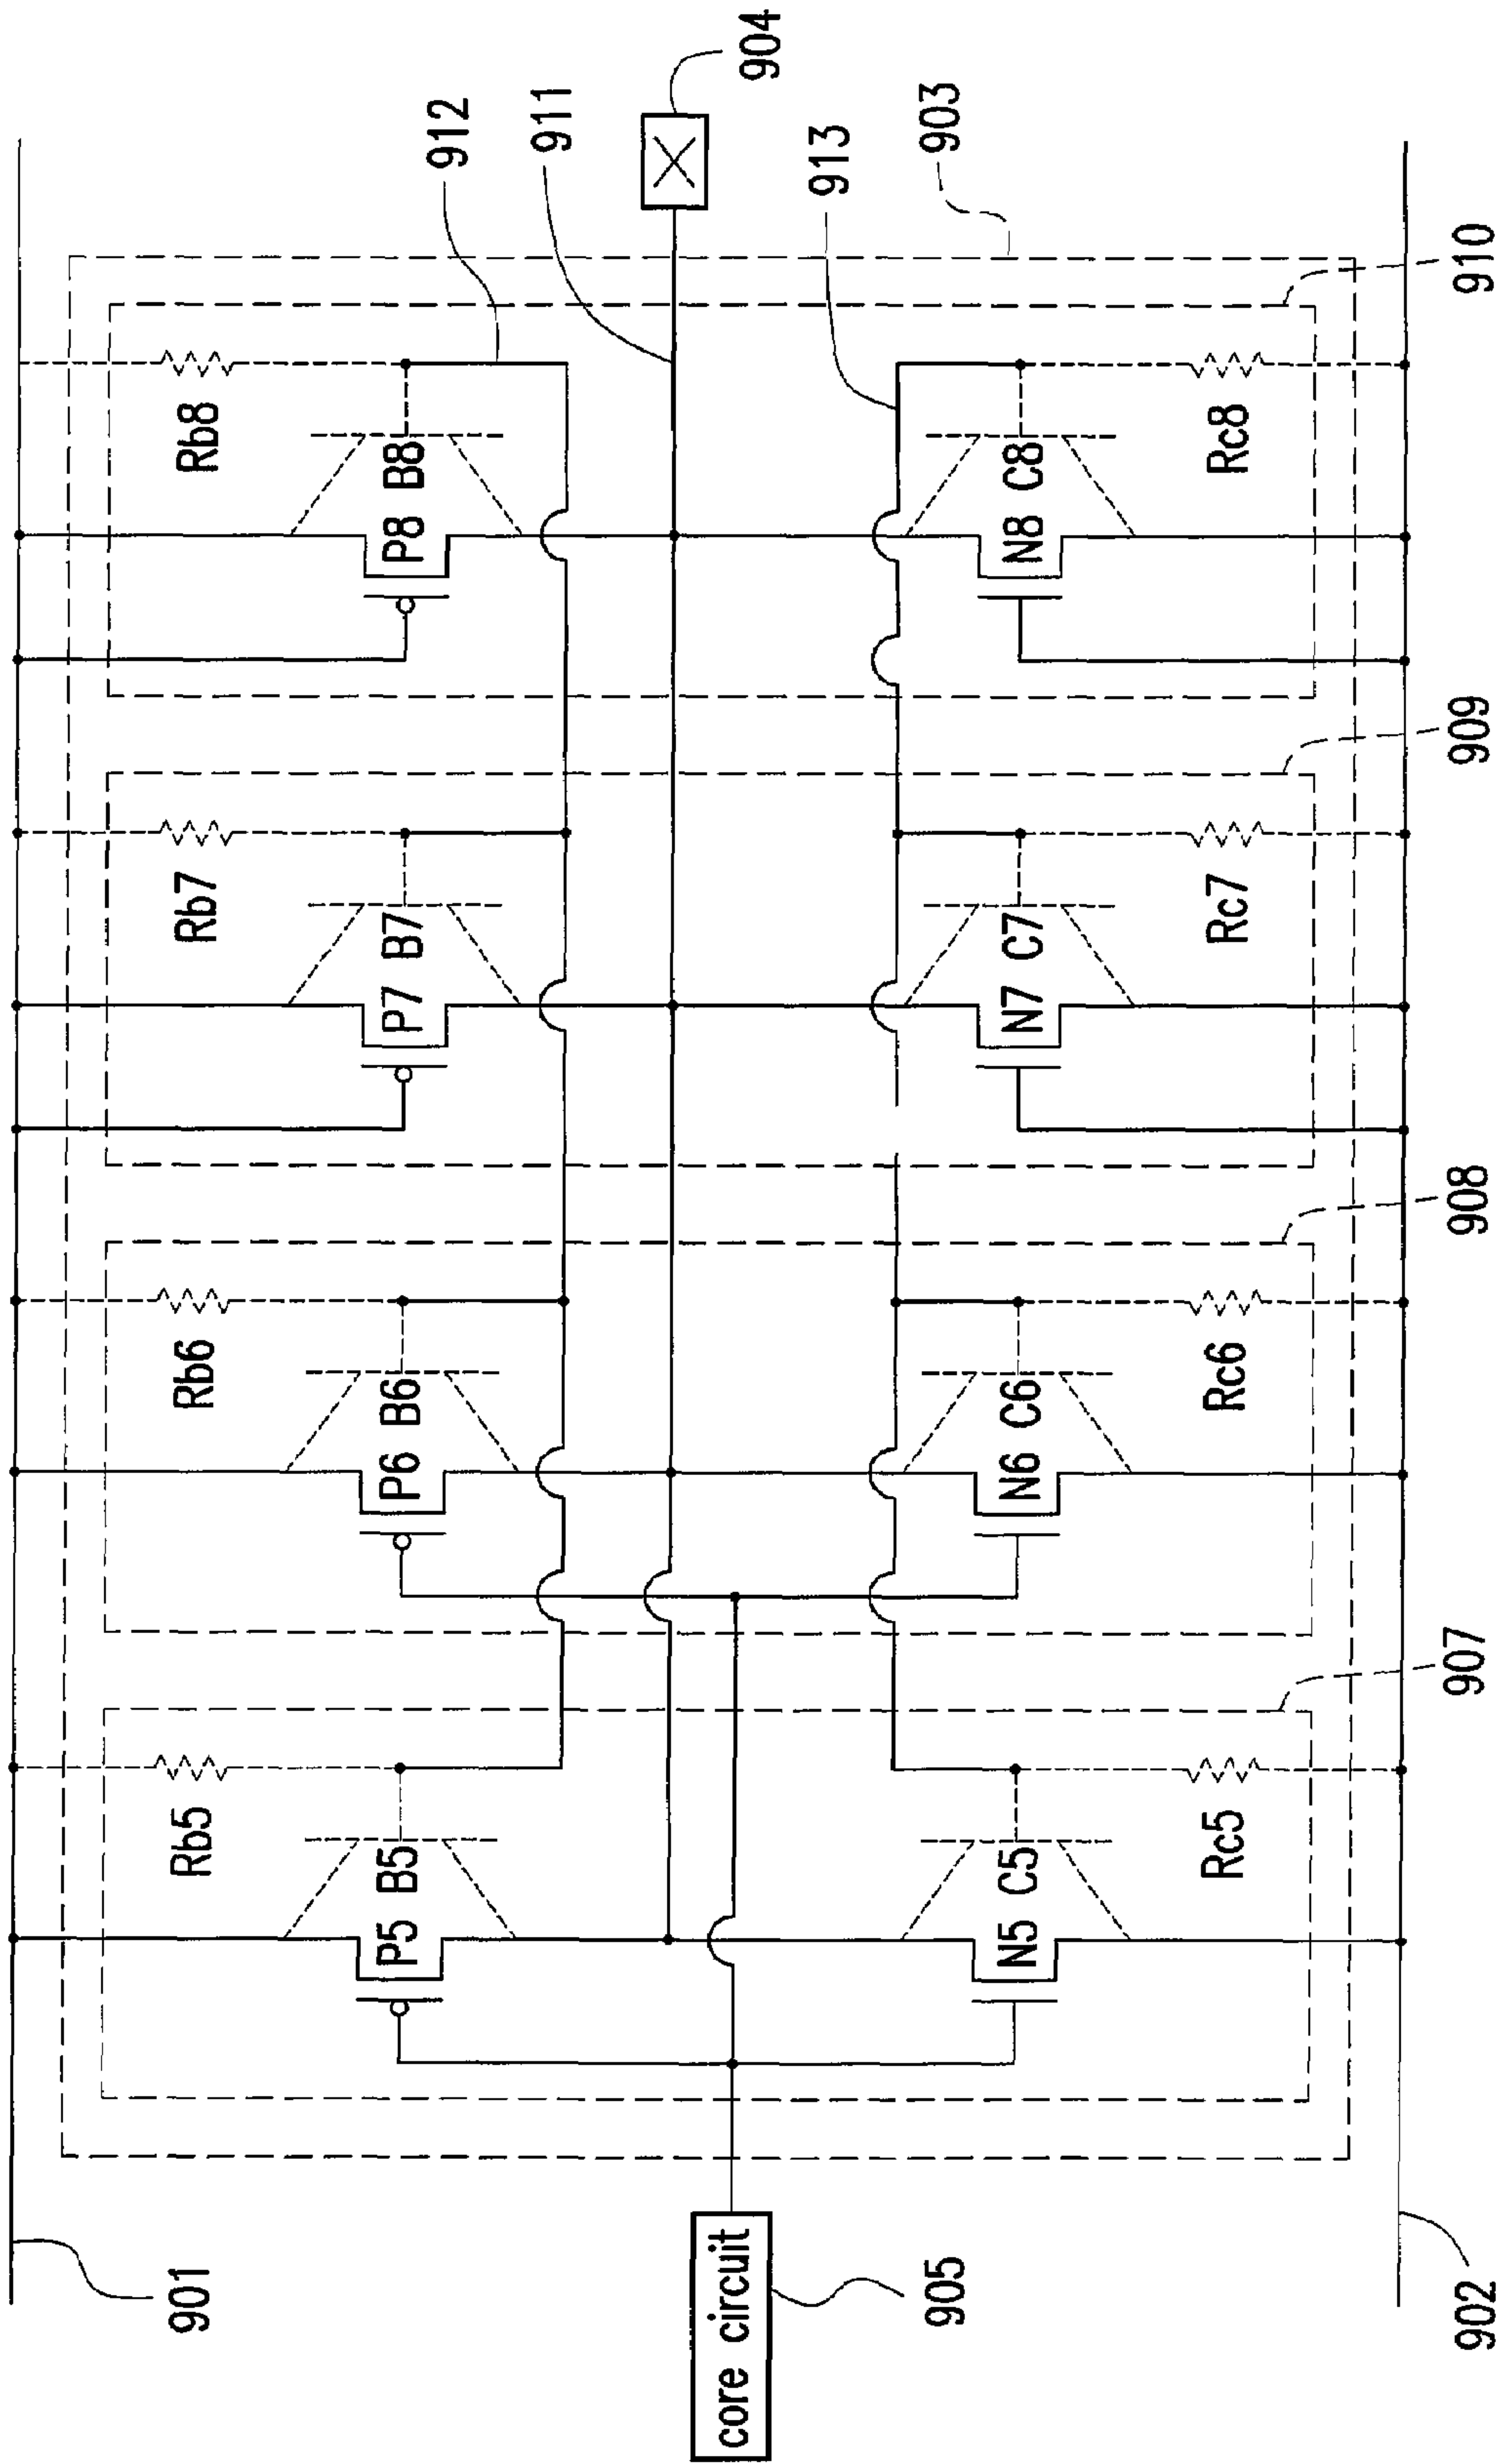 901
Rb5
Rb6
Rb7
Rb8
P5 B5
P6 B6
P7 B7
P8 B8
912
911
904
core circuit
913
905
903
N5 C5
N6 C6
N7 C7
N8 C8
Rc5
Rc6
Rc7
Rc8
902
907
908
909
910